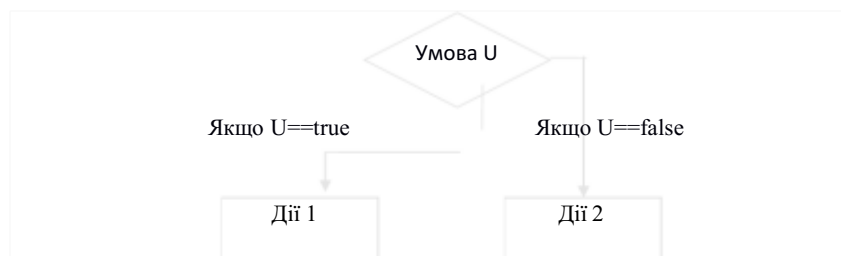 Умова U
Якщо U==true
Якщо U==false
Дії 1
Дії 2